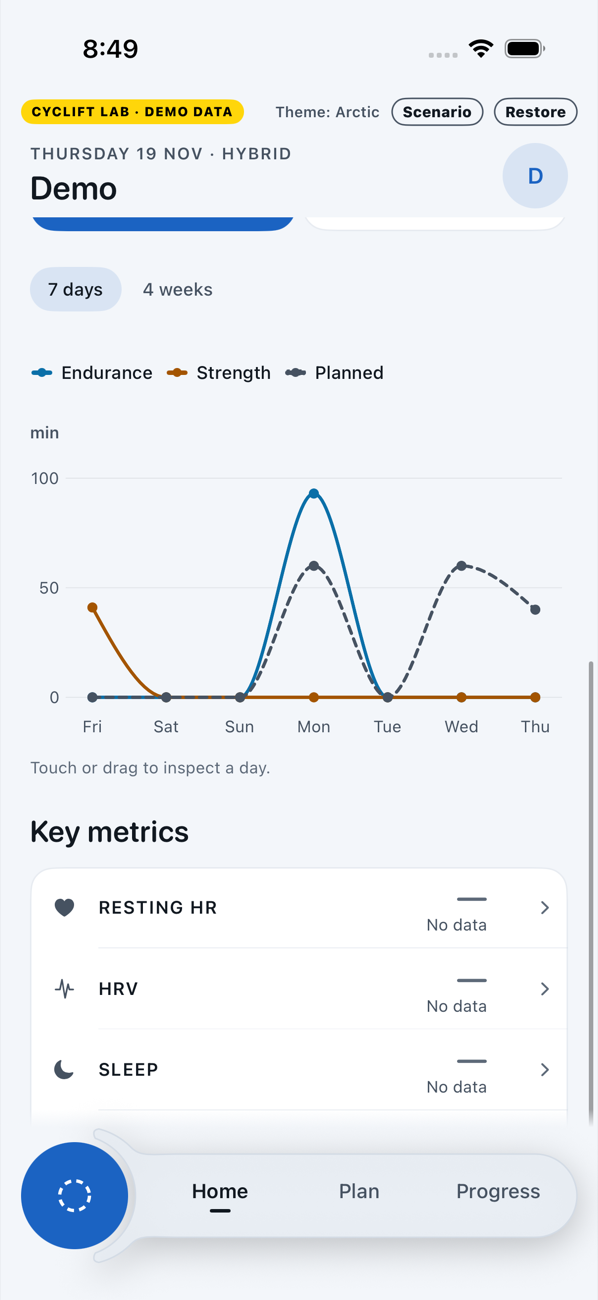 8:49
CYCLIFT LAB · DEMO DATA Theme: Arctic Scenario Restore
THURSDAY 19 NOV · HYBRID
Demo
D
7 days 4 weeks
Endurance Strength Planned
min
100
50
0
Fri Sat Sun Mon Tue Wed Thu
Touch or drag to inspect a day.
Key metrics
RESTING HR —
No data
HRV —
No data
SLEEP —
No data
Home Plan Progress